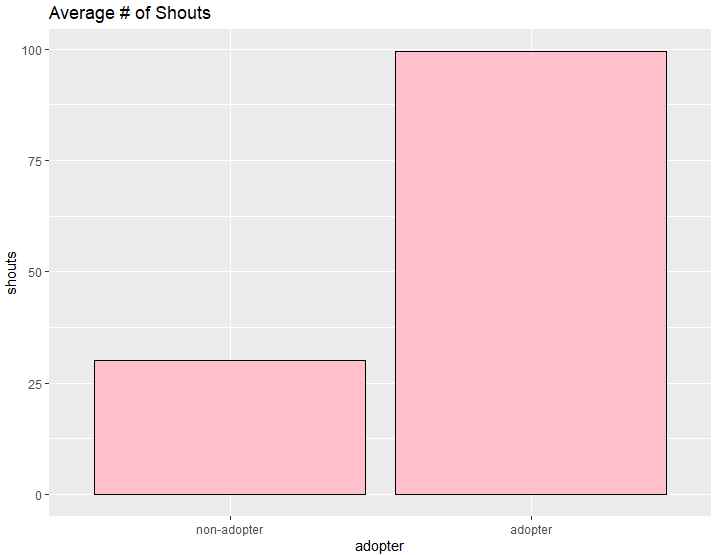 Average # of Shouts
100
75
50
25
0
shouts
non-adopter
adopter
adopter